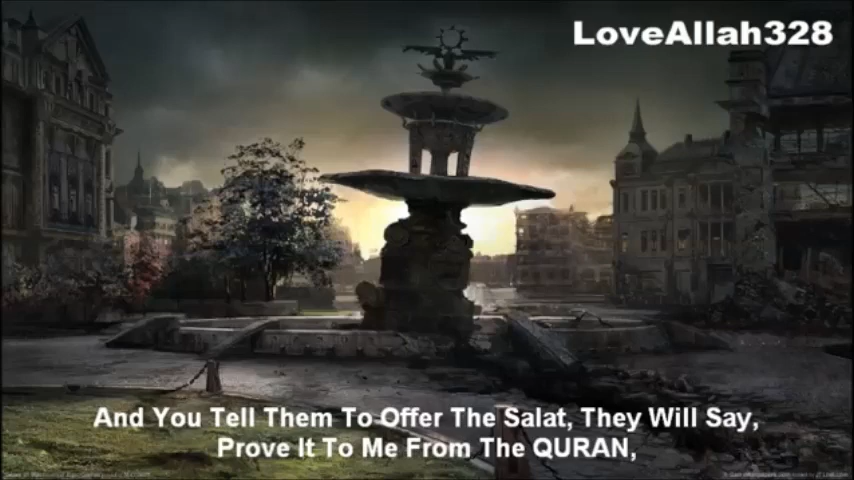 LoveAllah328
And You Tell Them To Offer The Salat, They Will Say,
Prove It To Me From The QURAN,